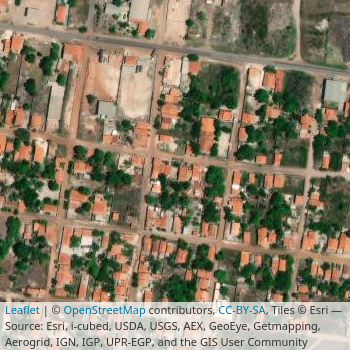 Leaflet | © OpenStreetMap contributors, CC-BY-SA, Tiles © Esri —
Source: Esri, i-cubed, USDA, USGS, AEX, GeoEye, Getmapping,
Aerogrid, IGN, IGP, UPR-EGP, and the GIS User Community